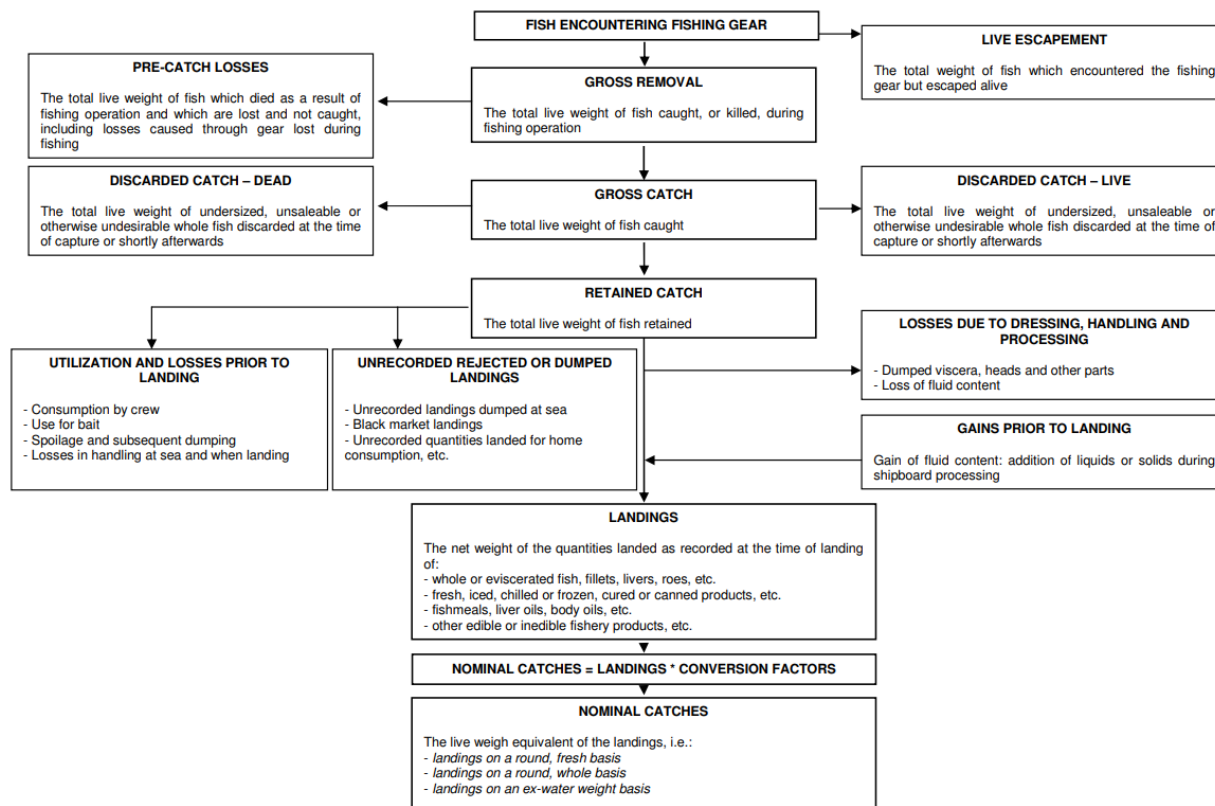 FISH ENCOUNTERING FISHING GEAR
LIVE ESCAPEMENT
The total weight of fish which encountered the fishing
gear but escaped alive
PRE-CATCH LOSSES
The total live weight of fish which died as a result of
fishing operation and which are lost and not caught,
including losses caused through gear lost during
fishing
GROSS REMOVAL
The total live weight of fish caught, or killed, during
fishing operation
DISCARDED CATCH – DEAD
The total live weight of undersized, unsaleable or
otherwise undesirable whole fish discarded at the time
of capture or shortly afterwards
GROSS CATCH
The total live weight of fish caught
DISCARDED CATCH – LIVE
The total live weight of undersized, unsaleable or
otherwise undesirable whole fish discarded at the time of
capture or shortly afterwards
RETAINED CATCH
The total live weight of fish retained
UTILIZATION AND LOSSES PRIOR TO
LANDING
- Consumption by crew
- Use for bait
- Spoilage and subsequent dumping
- Losses in handling at sea and when landing
UNRECORDED REJECTED OR DUMPED
LANDINGS
- Unrecorded landings dumped at sea
- Black market landings
- Unrecorded quantities landed for home
consumption, etc.
LOSSES DUE TO DRESSING, HANDLING AND
PROCESSING
- Dumped viscera, heads and other parts
- Loss of fluid content
GAINS PRIOR TO LANDING
Gain of fluid content: addition of liquids or solids during
shipboard processing
LANDINGS
The net weight of the quantities landed as recorded at the time of landing
of:
- whole or eviscerated fish, fillets, livers, roes, etc.
- fresh, iced, chilled or frozen, cured or canned products, etc.
- fishmeals, liver oils, body oils, etc.
- other edible or inedible fishery products, etc.
NOMINAL CATCHES = LANDINGS * CONVERSION FACTORS
NOMINAL CATCHES
The live weigh equivalent of the landings, i.e.:
- landings on a round, fresh basis
- landings on a round, whole basis
- landings on an ex-water weight basis